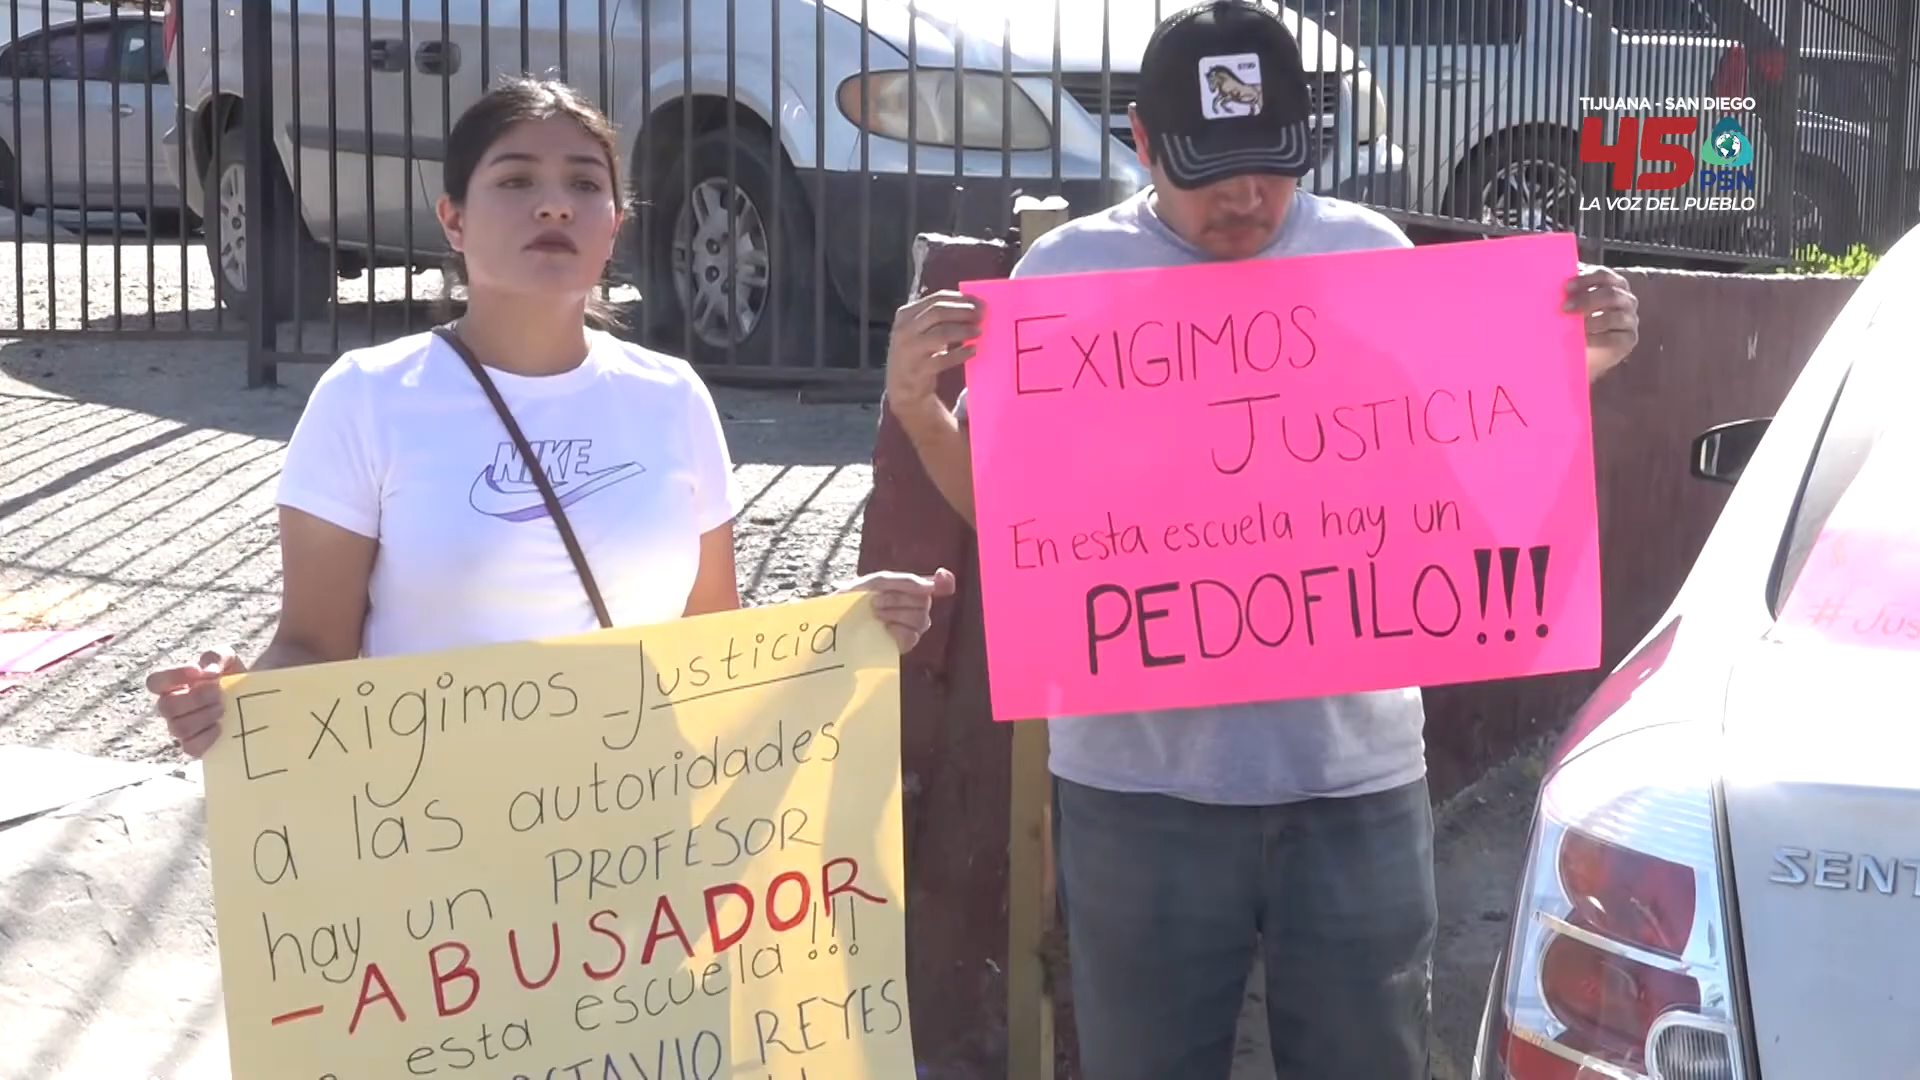 TIJUANA - SAN DIEGO
45 PSN
LA VOZ DEL PUEBLO
NIKE
Exigimos Justicia
a las autoridades
hay un PROFESOR
-ABUSADOR
esta escuela!!!
REYES
EXIGIMOS
JUSTICIA
En esta escuela hay un
PEDOFILO!!!